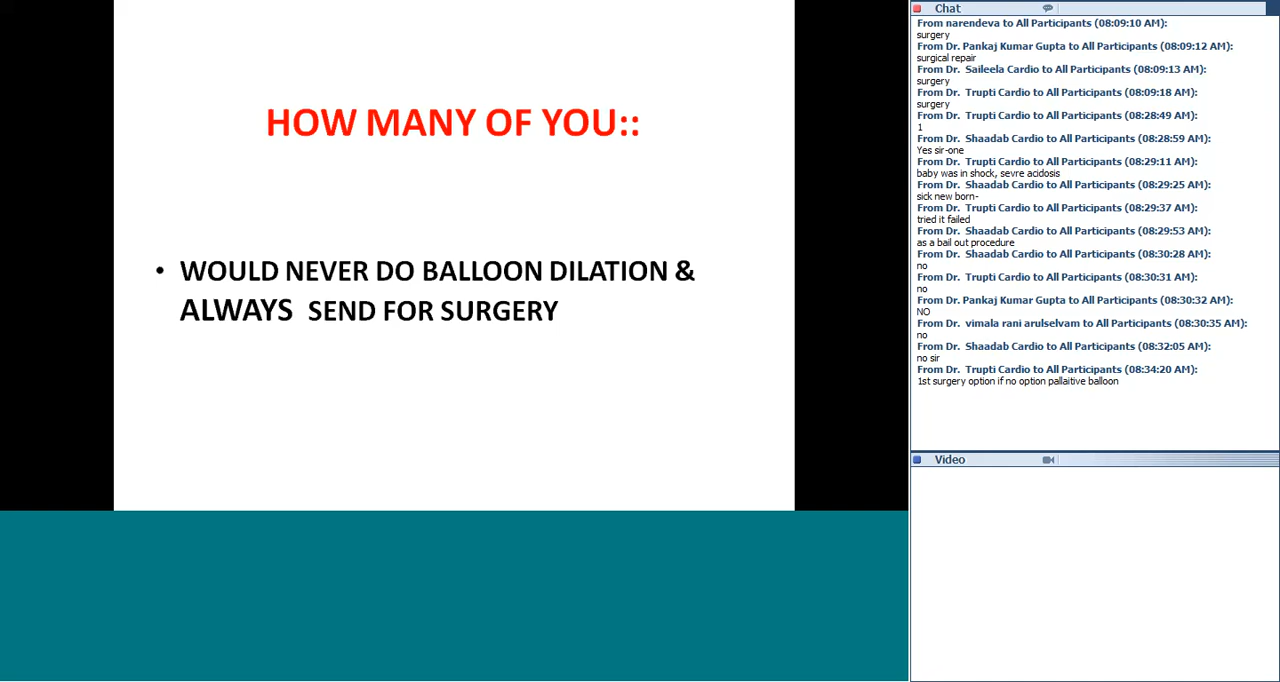 HOW MANY OF YOU::
• WOULD NEVER DO BALLOON DILATION &
ALWAYS SEND FOR SURGERY
Chat
From narendeva to All Participants (08:09:10 AM):
surgery
From Dr. Pankaj Kumar Gupta to All Participants (08:09:12 AM):
surgical repair
From Dr. Saileela Cardio to All Participants (08:09:13 AM):
surgery
From Dr. Trupti Cardio to All Participants (08:09:18 AM):
surgery
From Dr. Trupti Cardio to All Participants (08:28:49 AM):
1
From Dr. Shaadab Cardio to All Participants (08:28:59 AM):
Yes sir-one
From Dr. Trupti Cardio to All Participants (08:29:11 AM):
baby was in shock, sevre acidosis
From Dr. Shaadab Cardio to All Participants (08:29:25 AM):
sick new born-
From Dr. Trupti Cardio to All Participants (08:29:37 AM):
tried it failed
From Dr. Shaadab Cardio to All Participants (08:29:53 AM):
as a bail out procedure
From Dr. Shaadab Cardio to All Participants (08:30:28 AM):
no
From Dr. Trupti Cardio to All Participants (08:30:31 AM):
no
From Dr. Pankaj Kumar Gupta to All Participants (08:30:32 AM):
NO
From Dr. vimala rani arulselvam to All Participants (08:30:35 AM):
no
From Dr. Shaadab Cardio to All Participants (08:32:05 AM):
no sir
From Dr. Trupti Cardio to All Participants (08:34:20 AM):
1st surgery option if no option pallaitive balloon
Video